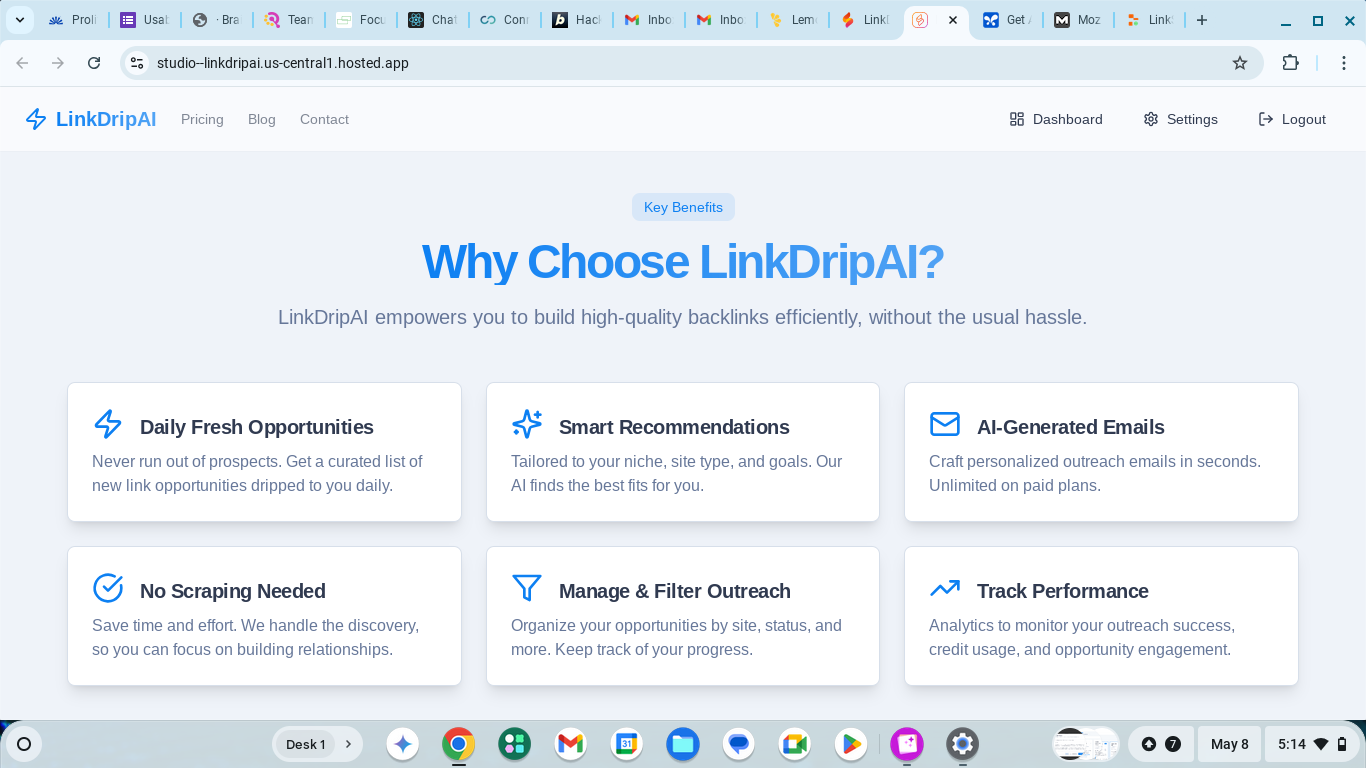 Proli
Usab
· Bra
Team
Focu
Chat
Conn
Hack
Inbo
Inbo
Lem
LinkD
Get
Moz
Link
studio--linkdripai.us-central1.hosted.app
LinkDripAI Pricing Blog Contact Dashboard Settings Logout
Key Benefits
Why Choose LinkDripAI?
LinkDripAI empowers you to build high-quality backlinks efficiently, without the usual hassle.
Daily Fresh Opportunities
Never run out of prospects. Get a curated list of
new link opportunities dripped to you daily.
Smart Recommendations
Tailored to your niche, site type, and goals. Our
AI finds the best fits for you.
AI-Generated Emails
Craft personalized outreach emails in seconds.
Unlimited on paid plans.
No Scraping Needed
Save time and effort. We handle the discovery,
so you can focus on building relationships.
Manage & Filter Outreach
Organize your opportunities by site, status, and
more. Keep track of your progress.
Track Performance
Analytics to monitor your outreach success,
credit usage, and opportunity engagement.
Desk 1
31
7
May 8
5:14